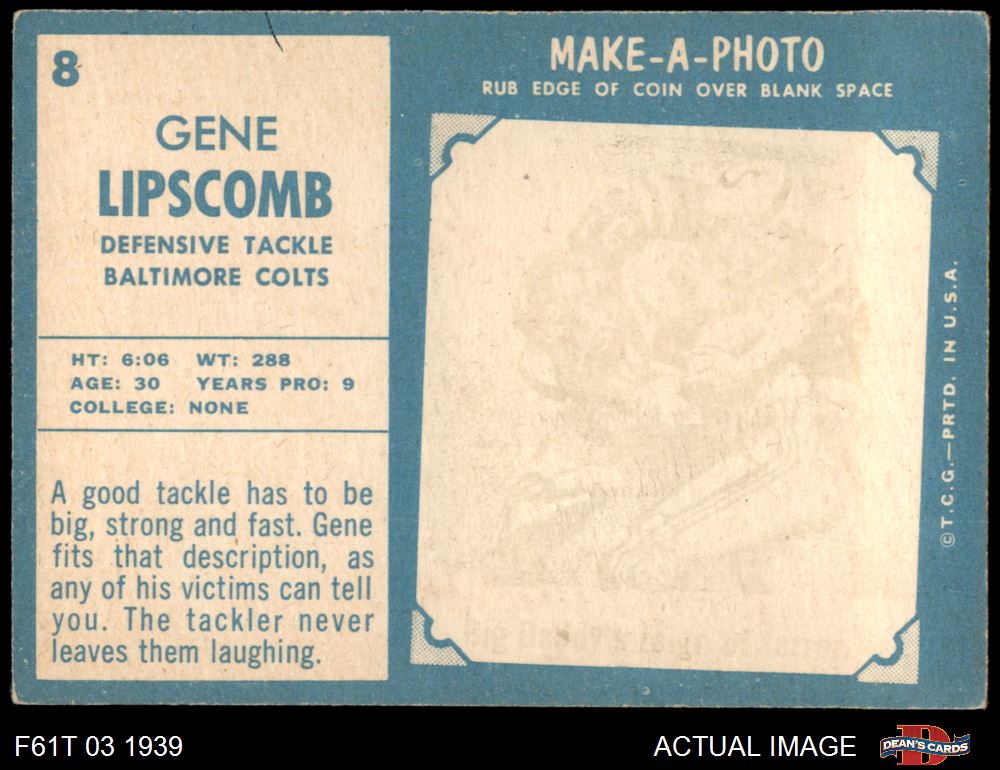 8
GENE
LIPSCOMB
DEFENSIVE TACKLE
BALTIMORE COLTS
HT: 6:06 WT: 288
AGE: 30 YEARS PRO: 9
COLLEGE: NONE
A good tackle has to be
big, strong and fast. Gene
fits that description, as
any of his victims can tell
you. The tackler never
leaves them laughing.
MAKE-A-PHOTO
RUB EDGE OF COIN OVER BLANK SPACE
©T.C.G.—PRTD. IN U.S.A.
F61T 03 1939
ACTUAL IMAGE
DEAN'S CARDS